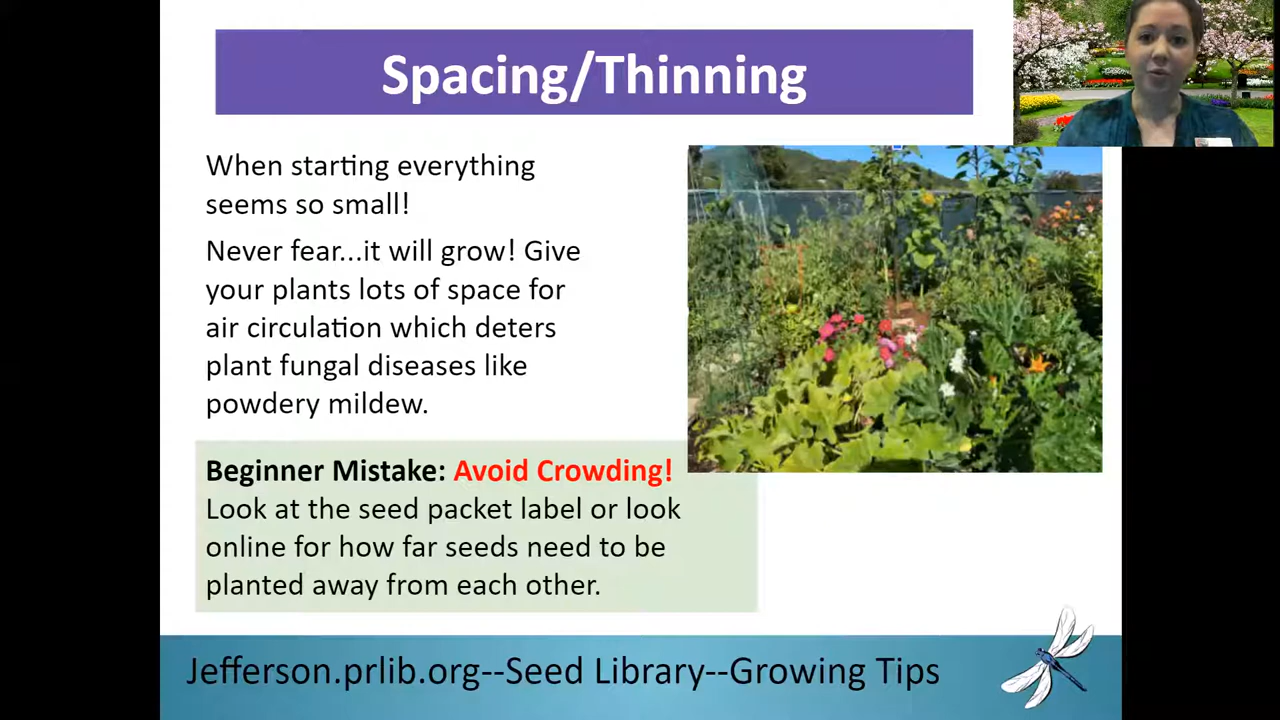 Spacing/Thinning
When starting everything
seems so small!
Never fear...it will grow! Give
your plants lots of space for
air circulation which deters
plant fungal diseases like
powdery mildew.
Beginner Mistake: Avoid Crowding!
Look at the seed packet label or look
online for how far seeds need to be
planted away from each other.
Jefferson.prlib.org--Seed Library--Growing Tips